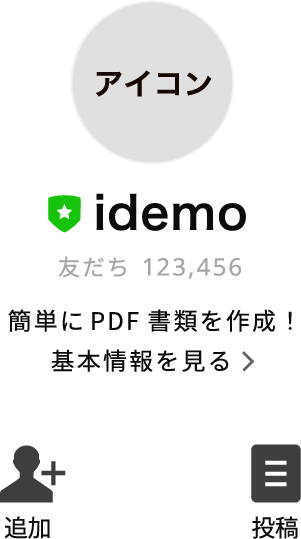 アイコン
idemo
友だち 123,456
簡単にPDF書類を作成！
基本情報を見る
追加 投稿